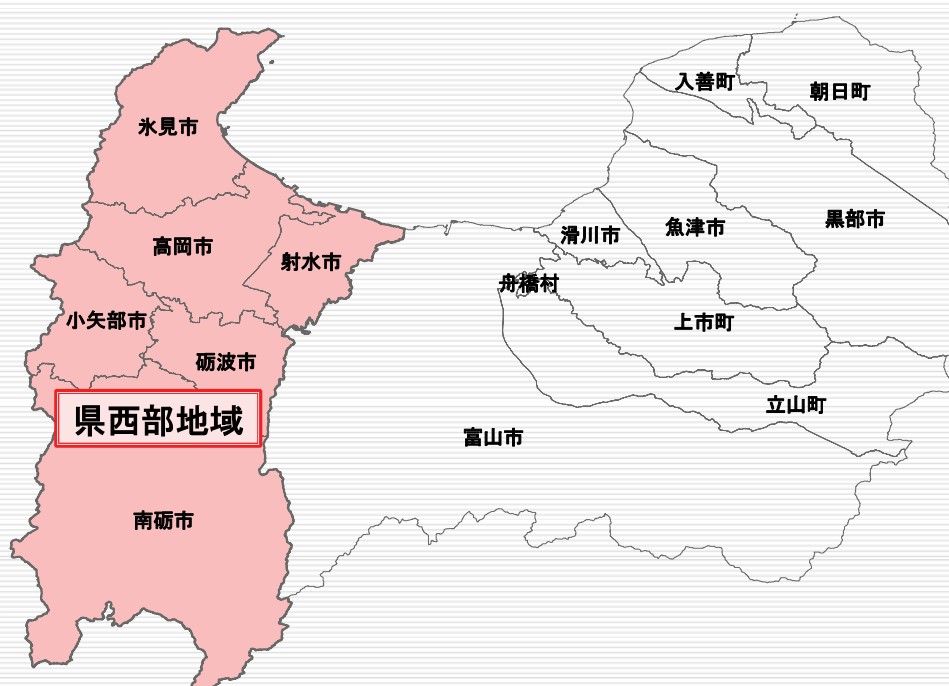 入善町
朝日町
氷見市
黒部市
魚津市
滑川市
高岡市
射水市
舟橋村
小矢部市
上市町
砺波市
立山町
県西部地域
富山市
南砺市